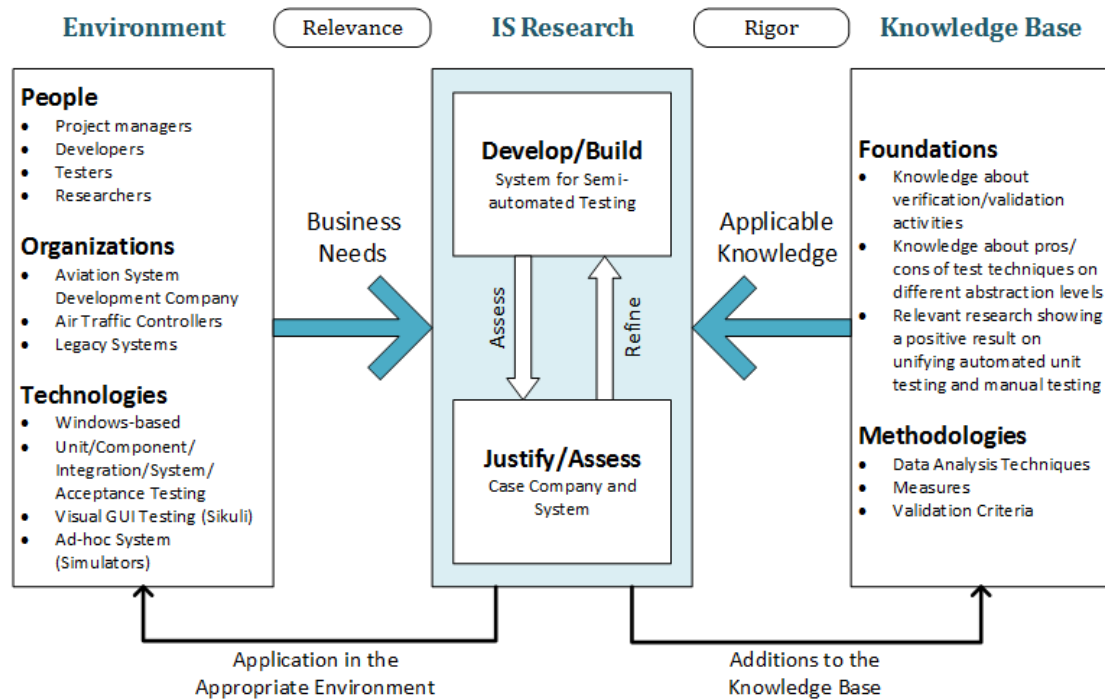 Environment
Relevance
IS Research
Rigor
Knowledge Base
People
• Project managers
• Developers
• Testers
• Researchers
Organizations
• Aviation System
Development Company
• Air Traffic Controllers
• Legacy Systems
Technologies
• Windows-based
• Unit/Component/
Integration/System/
Acceptance Testing
• Visual GUI Testing (Sikuli)
• Ad-hoc System
(Simulators)
Business
Needs
Develop/Build
System for Semi-
automated Testing
Assess
Refine
Justify/Assess
Case Company and
System
Applicable
Knowledge
Foundations
• Knowledge about
verification/validation
activities
• Knowledge about pros/
cons of test techniques on
different abstraction levels
• Relevant research showing
a positive result on
unifying automated unit
testing and manual testing
Methodologies
• Data Analysis Techniques
• Measures
• Validation Criteria
Application in the
Appropriate Environment
Additions to the
Knowledge Base